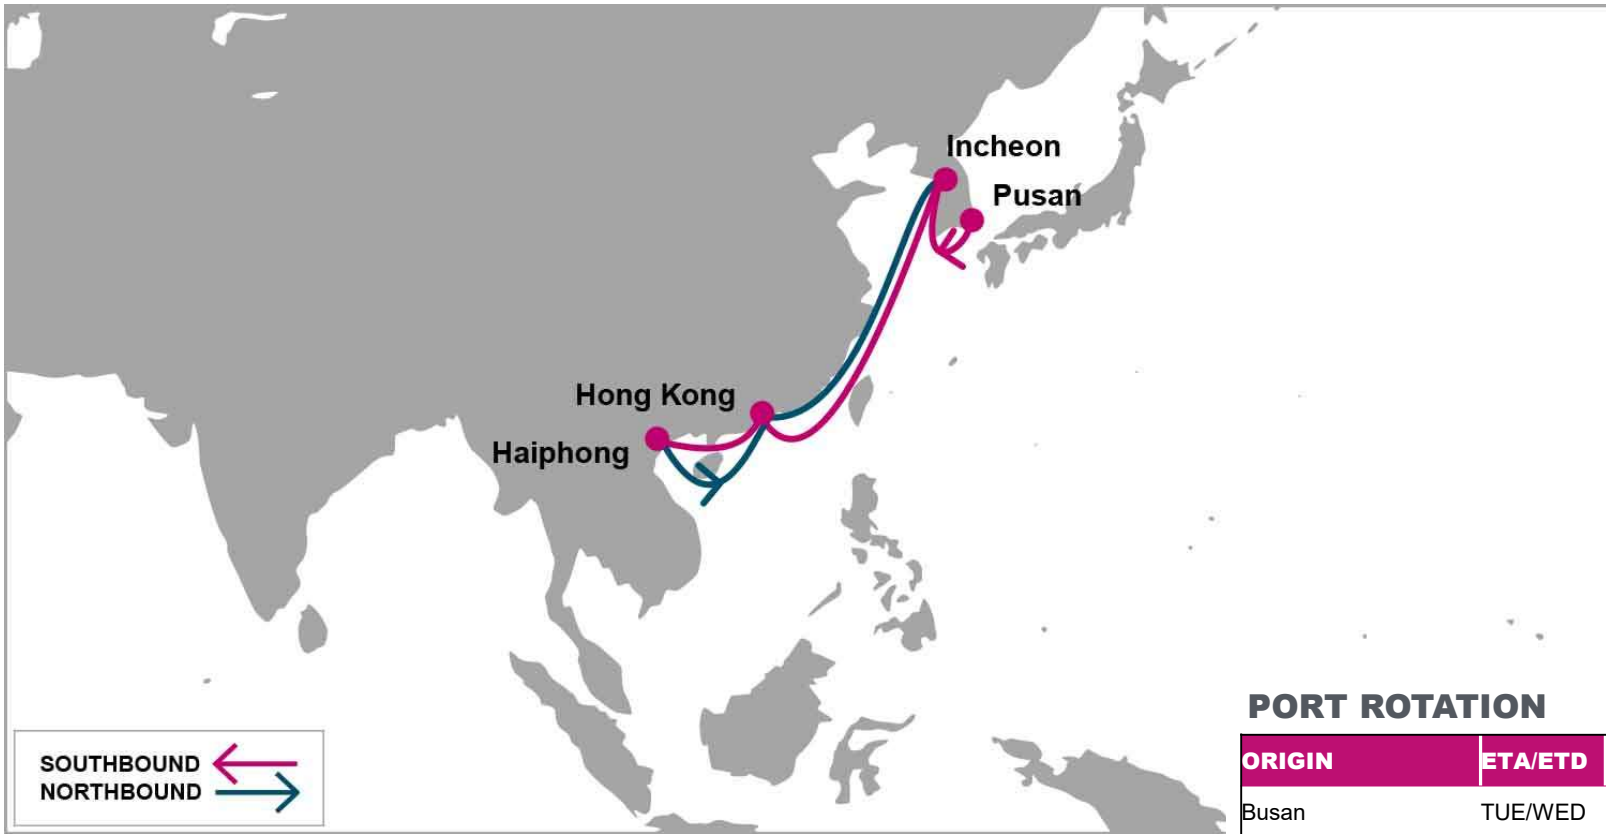 Incheon
Pusan
Hong Kong
Haiphong
SOUTHBOUND
NORTHBOUND
PORT ROTATION
ORIGIN ETA/ETD
Busan TUE/WED